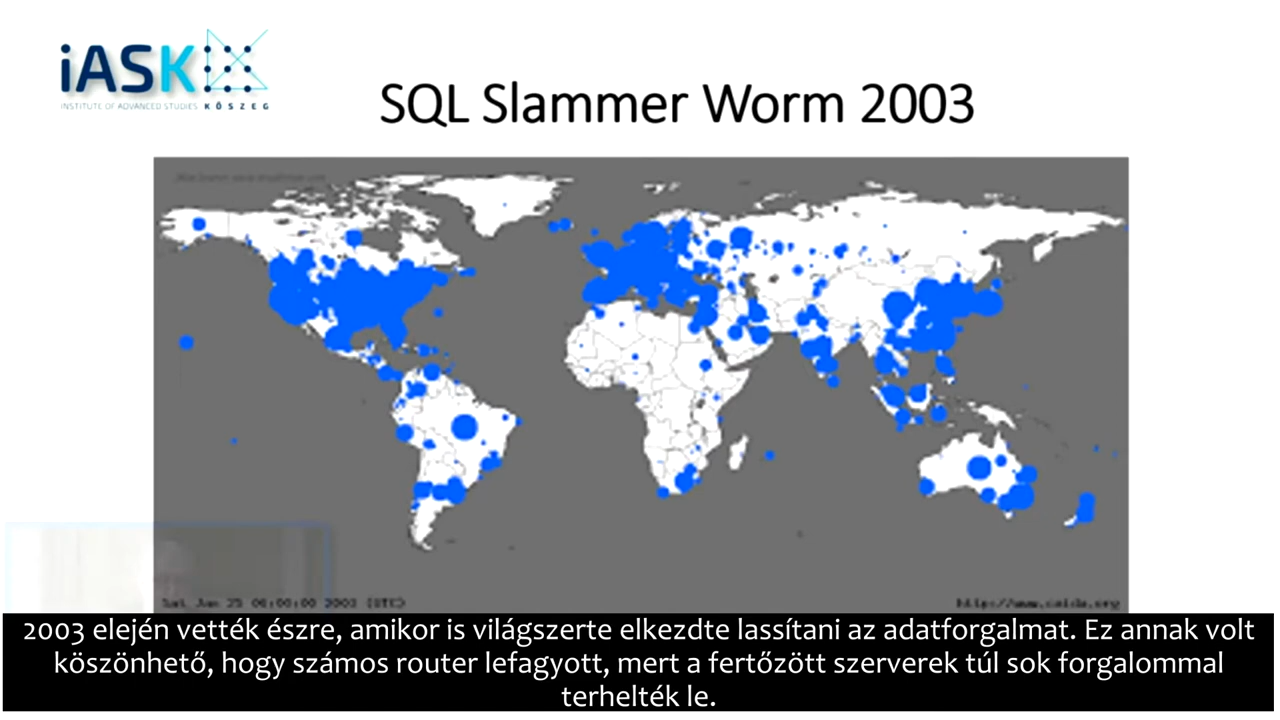 iASK
INSTITUTE OF ADVANCED STUDIES KŐSZEG
SQL Slammer Worm 2003
Sat Jan 25 06:00:00 2003 (UTC)
http://www.caida.org
2003 elején vették észre, amikor is világszerte elkezdte lassítani az adatforgalmat. Ez annak volt
köszönhető, hogy számos router lefagyott, mert a fertőzött szerverek túl sok forgalommal
terhelték le.